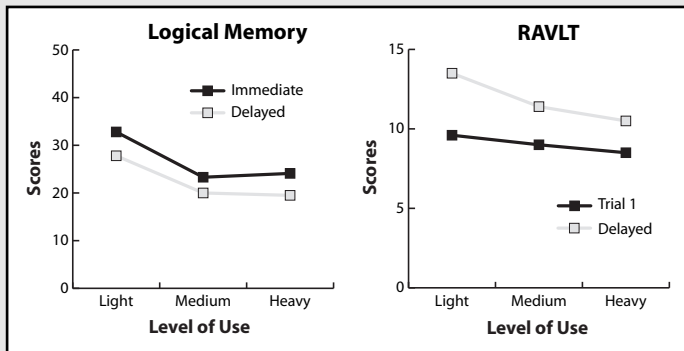 Logical Memory
50
40
30
20
10
0
Scores
Immediate
Delayed
Light Medium Heavy
Level of Use
RAVLT
15
10
5
0
Scores
Trial 1
Delayed
Light Medium Heavy
Level of Use